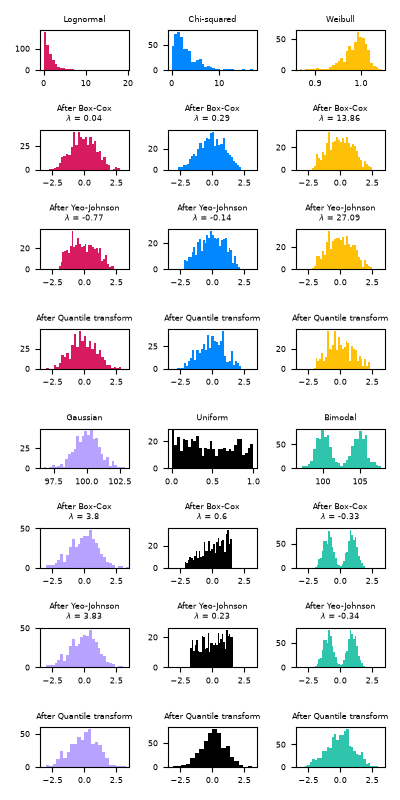 Lognormal Chi-squared Weibull
100
0
0 10 20
50
0
0 10
50
0
0.9 1.0
After Box-Cox After Box-Cox After Box-Cox
λ = 0.04 λ = 0.29 λ = 13.86
25
0
−2.5 0.0 2.5
20
0
−2.5 0.0 2.5
20
0
−2.5 0.0 2.5
After Yeo-Johnson After Yeo-Johnson After Yeo-Johnson
λ = -0.77 λ = -0.14 λ = 27.09
20
0
−2.5 0.0 2.5
20
0
−2.5 0.0 2.5
20
0
−2.5 0.0 2.5
After Quantile transform After Quantile transform After Quantile transform
25
0
−2.5 0.0 2.5
25
0
−2.5 0.0 2.5
20
0
−2.5 0.0 2.5
Gaussian Uniform Bimodal
25
0
97.5 100.0 102.5
20
0
0.0 0.5 1.0
50
0
100 105
After Box-Cox After Box-Cox After Box-Cox
λ = 3.8 λ = 0.6 λ = -0.33
50
0
−2.5 0.0 2.5
20
0
−2.5 0.0 2.5
50
0
−2.5 0.0 2.5
After Yeo-Johnson After Yeo-Johnson After Yeo-Johnson
λ = 3.83 λ = 0.23 λ = -0.34
50
0
−2.5 0.0 2.5
20
0
−2.5 0.0 2.5
50
0
−2.5 0.0 2.5
After Quantile transform After Quantile transform After Quantile transform
50
0
−2.5 0.0 2.5
50
0
−2.5 0.0 2.5
50
0
−2.5 0.0 2.5